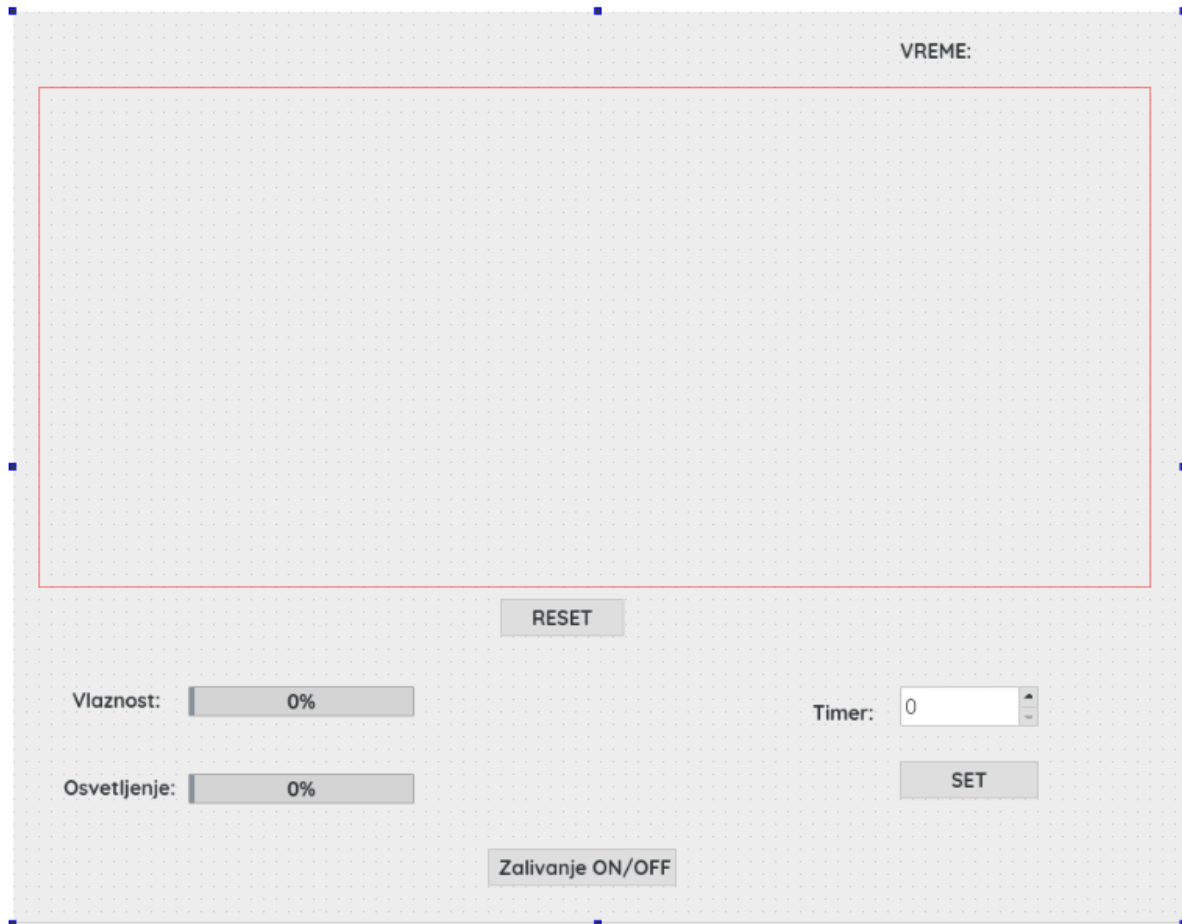 VREME:
RESET
Vlaznost:
0%
Timer:
0
Osvetljenje:
0%
SET
Zalivanje ON/OFF